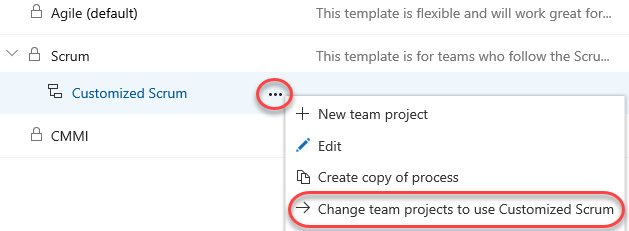 Agile (default) This template is flexible and will work great for...
Scrum This template is for teams who follow the Scru...
Customized Scrum ...
New team project
CMMI
Edit
Create copy of process
Change team projects to use Customized Scrum